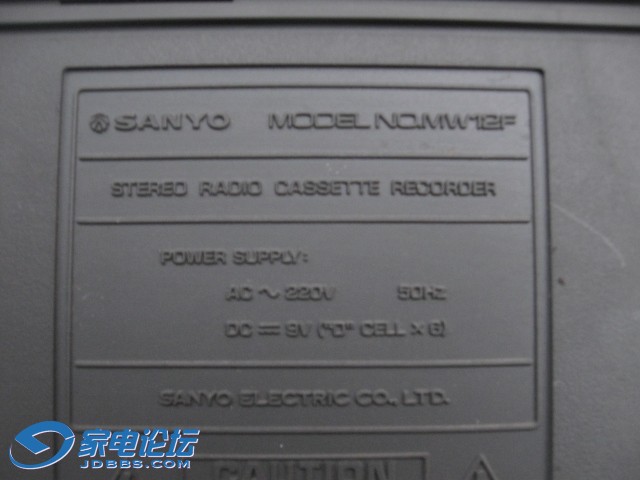 SANYO MODEL NO.MW12F
STEREO RADIO CASSETTE RECORDER
POWER SUPPLY:
AC ~ 220V 50Hz
DC ⎓ 9V ("D" CELL × 6)
SANYO ELECTRIC CO., LTD.
CAUTION
家电论坛
JDBBS.COM